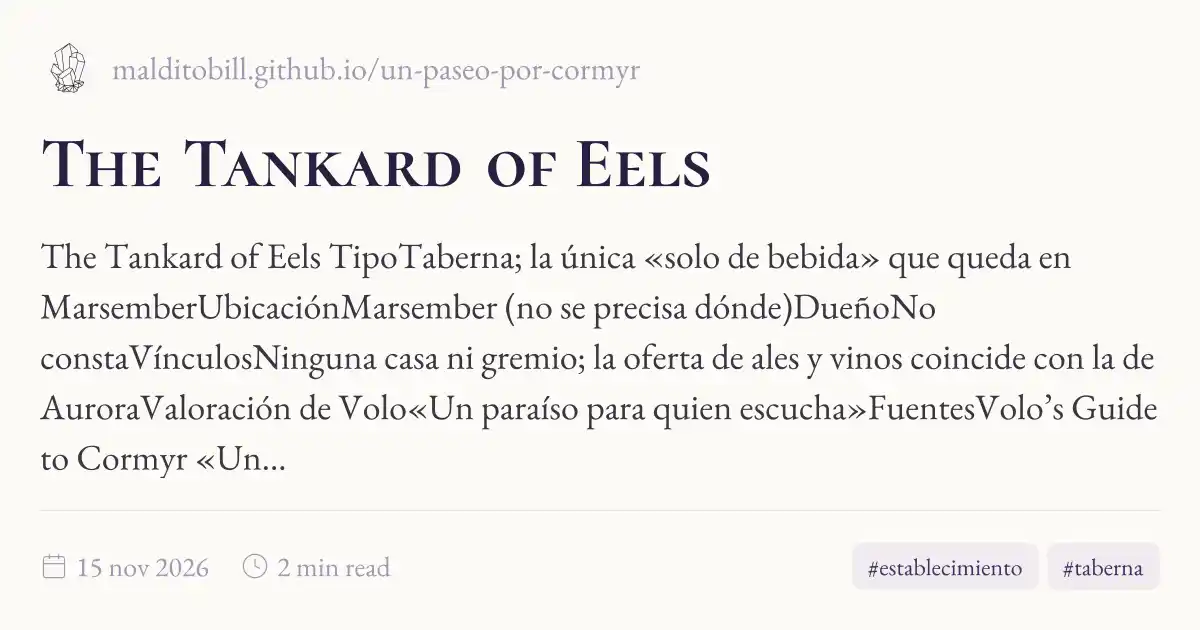 malditobill.github.io/un-paseo-por-cormyr
The Tankard of Eels
The Tankard of Eels TipoTaberna; la única «solo de bebida» que queda en
MarsemberUbicaciónMarsember (no se precisa dónde)DueñoNo
constaVínculosNinguna casa ni gremio; la oferta de ales y vinos coincide con la de
AuroraValoración de Volo«Un paraíso para quien escucha»FuentesVolo’s Guide
to Cormyr «Un...
15 nov 2026
2 min read
#establecimiento
#taberna